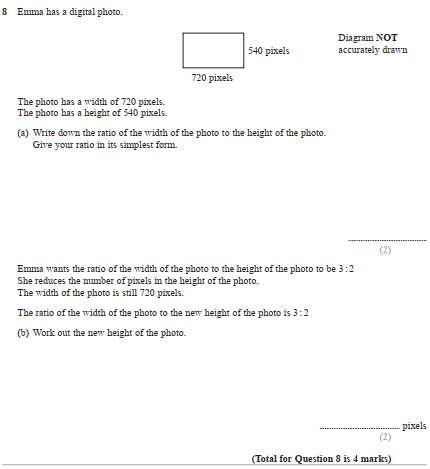 8 Emma has a digital photo.
Diagram NOT
accurately drawn
540 pixels
720 pixels
The photo has a width of 720 pixels.
The photo has a height of 540 pixels.
(a) Write down the ratio of the width of the photo to the height of the photo.
Give your ratio in its simplest form.
(2)
Emma wants the ratio of the width of the photo to the height of the photo to be 3:2
She reduces the number of pixels in the height of the photo.
The width of the photo is still 720 pixels.
The ratio of the width of the photo to the new height of the photo is 3:2
(b) Work out the new height of the photo.
pixels
(2)
(Total for Question 8 is 4 marks)